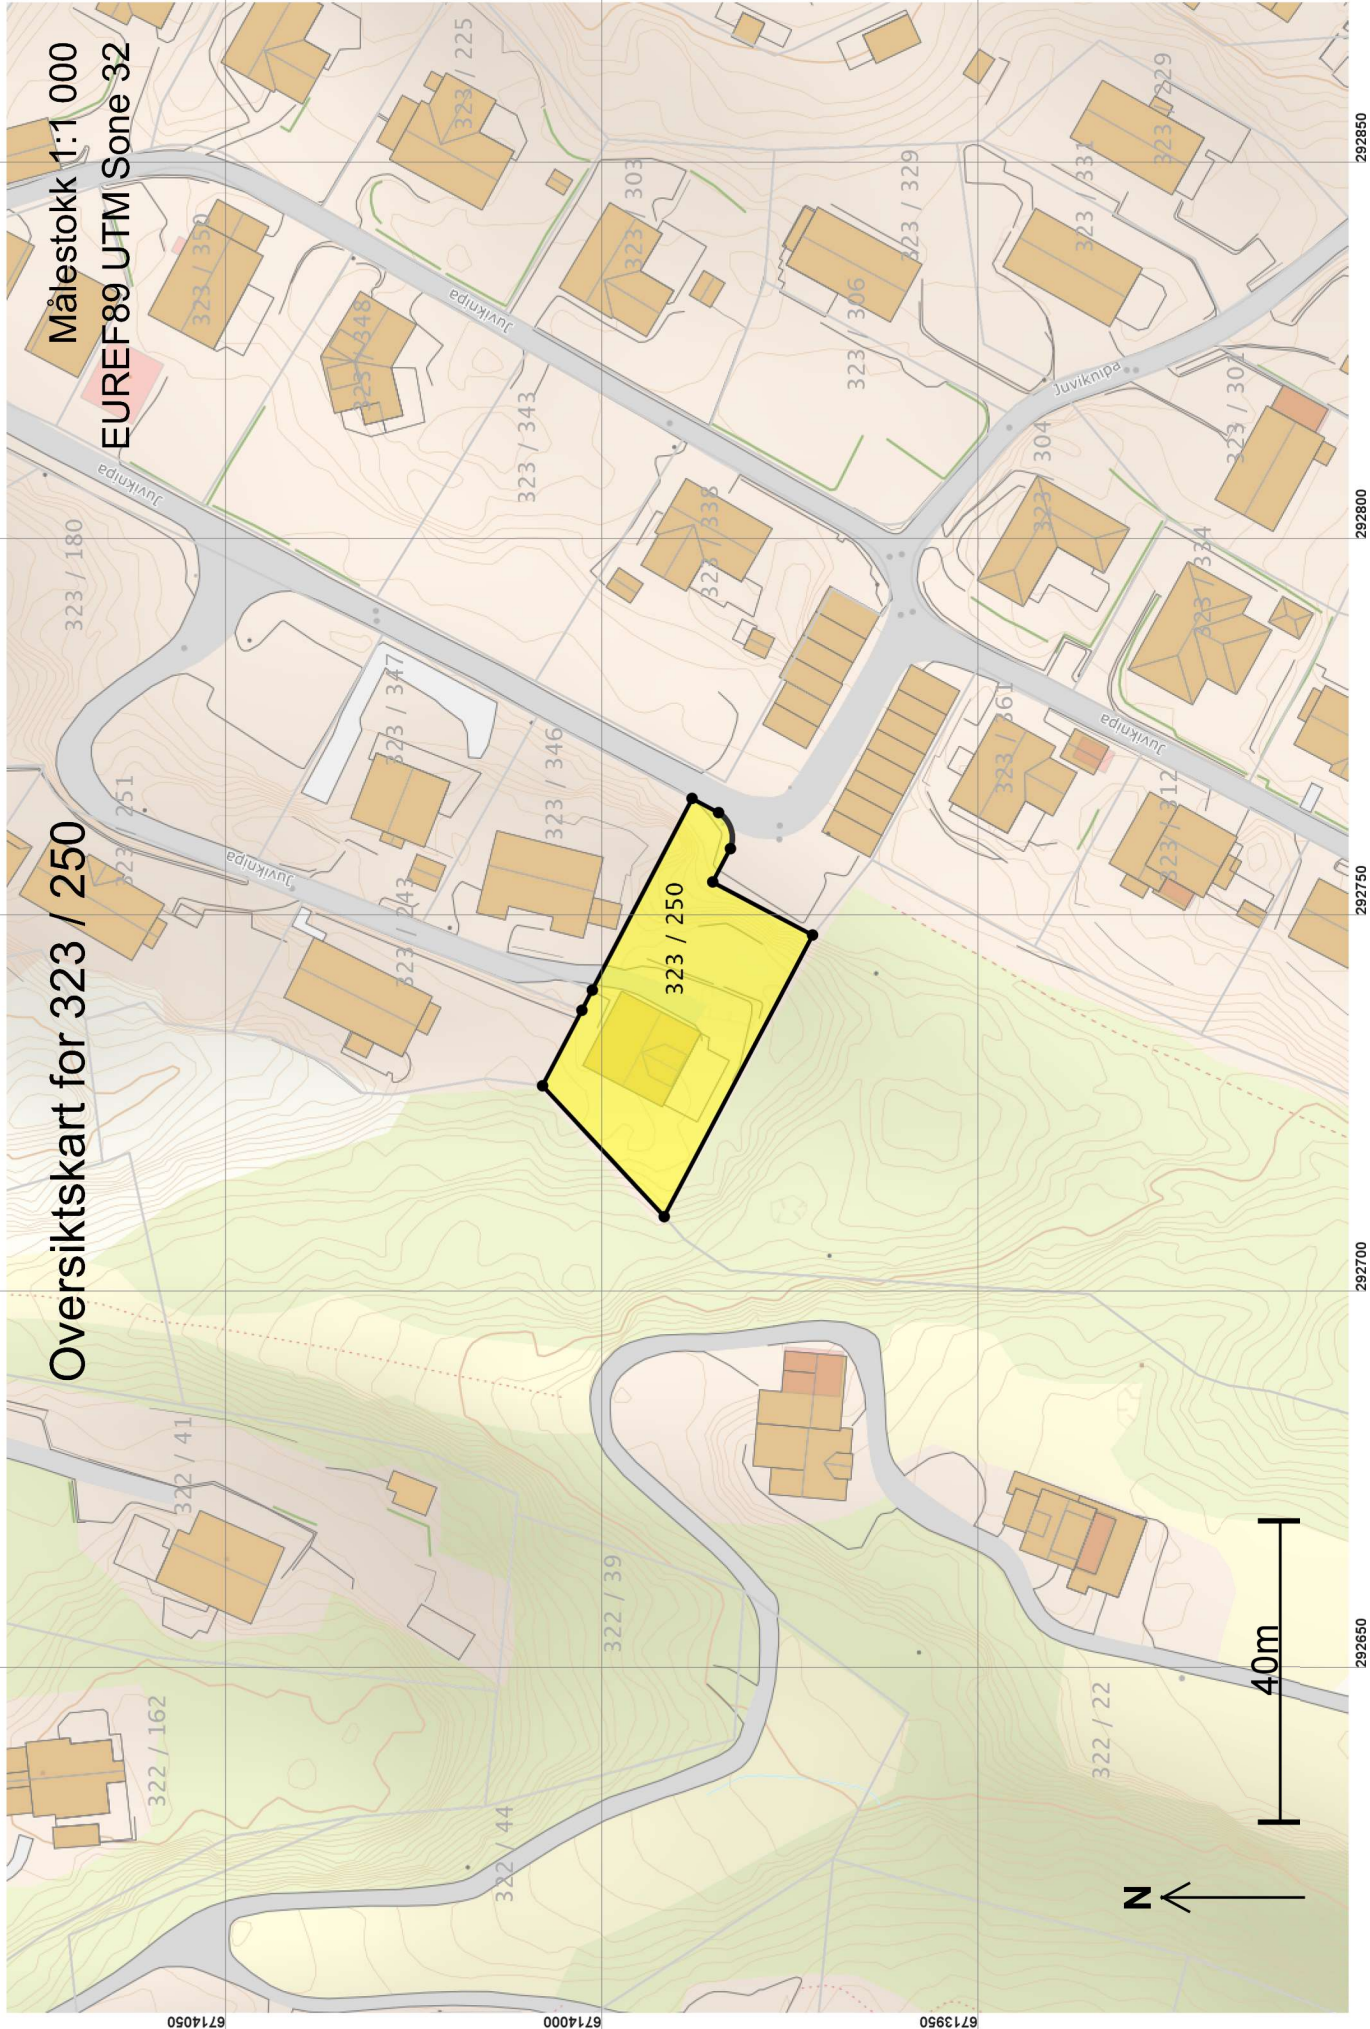 Oversiktskart for 323 / 250
Målestokk 1:1 000
EUREF89 UTM Sone 32
322 / 162
322 / 41
323 / 251
323 / 180
323 / 350
Juviknipa
Juviknipa
323 / 348
323 / 225
323 / 243
323 / 347
322 / 44
322 / 39
323 / 346
323 / 343
Juviknipa
323 / 303
323 / 250
323 / 338
323 / 306
323 / 329
323 / 331
323 / 229
Juviknipa
323 / 304
323 / 361
Juviknipa
323 / 334
323 / 312
322 / 22
N
40m
6714050
6714000
6713950
292650
292700
292750
292800
292850